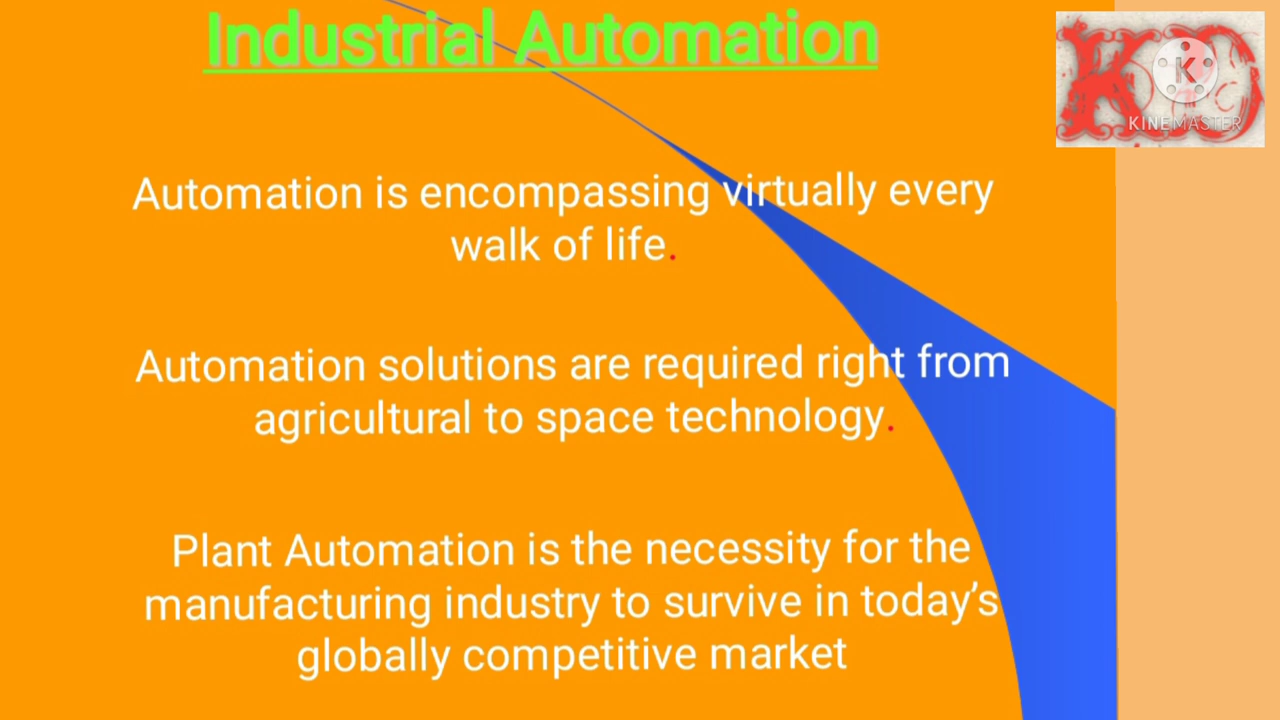 Industrial Automation
Automation is encompassing virtually every
walk of life.
Automation solutions are required right from
agricultural to space technology.
Plant Automation is the necessity for the
manufacturing industry to survive in today’s
globally competitive market
KD
K
KINEMASTER